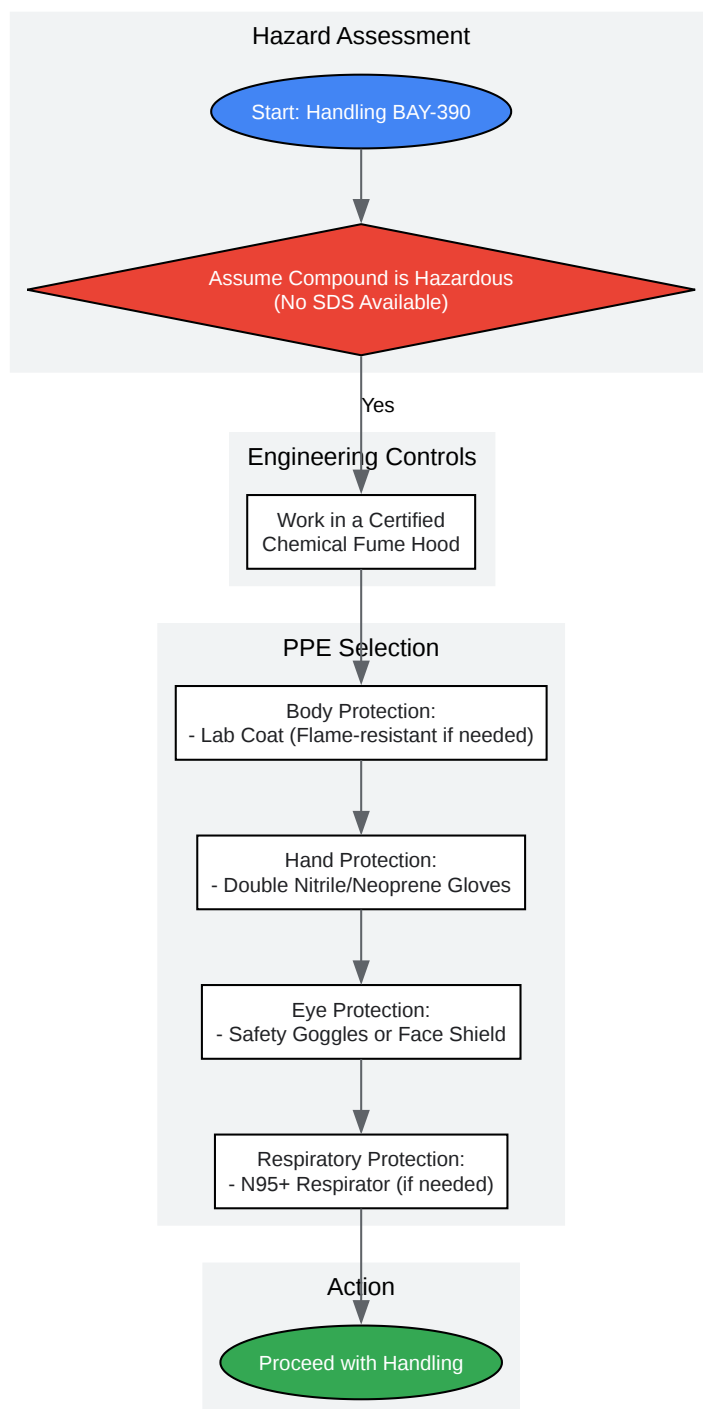 Hazard Assessment
Start: Handling BAY-390
Assume Compound is Hazardous
(No SDS Available)
Yes
Engineering Controls
Work in a Certified
Chemical Fume Hood
PPE Selection
Body Protection:
- Lab Coat (Flame-resistant if needed)
Hand Protection:
- Double Nitrile/Neoprene Gloves
Eye Protection:
- Safety Goggles or Face Shield
Respiratory Protection:
- N95+ Respirator (if needed)
Action
Proceed with Handling